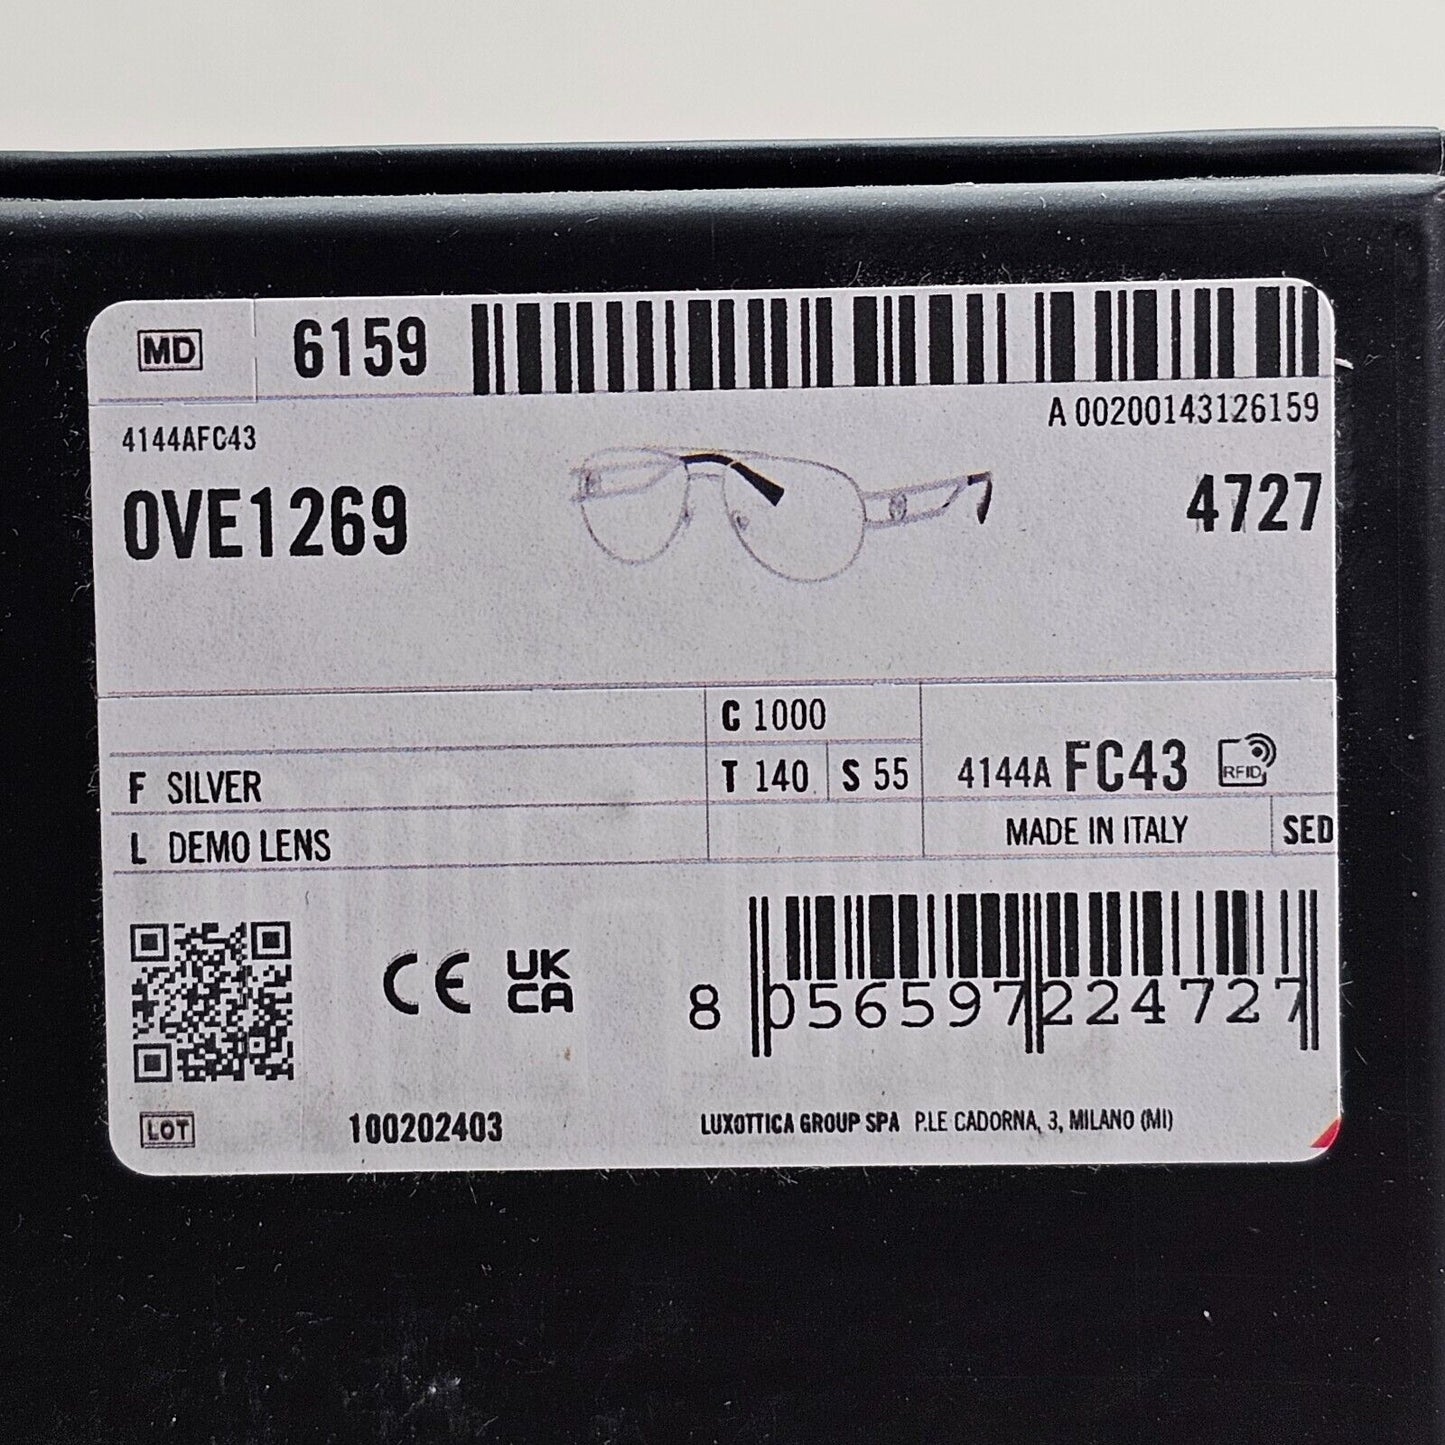 MD 6159
A 00200143126159
4144AFC43
0VE1269 4727
C 1000
F SILVER T 140 S 55 4144A FC43 RFID
L DEMO LENS MADE IN ITALY SED
CE UK
CA
8 056597 224727
LOT 100202403 LUXOTTICA GROUP SPA P.LE CADORNA, 3, MILANO (MI)